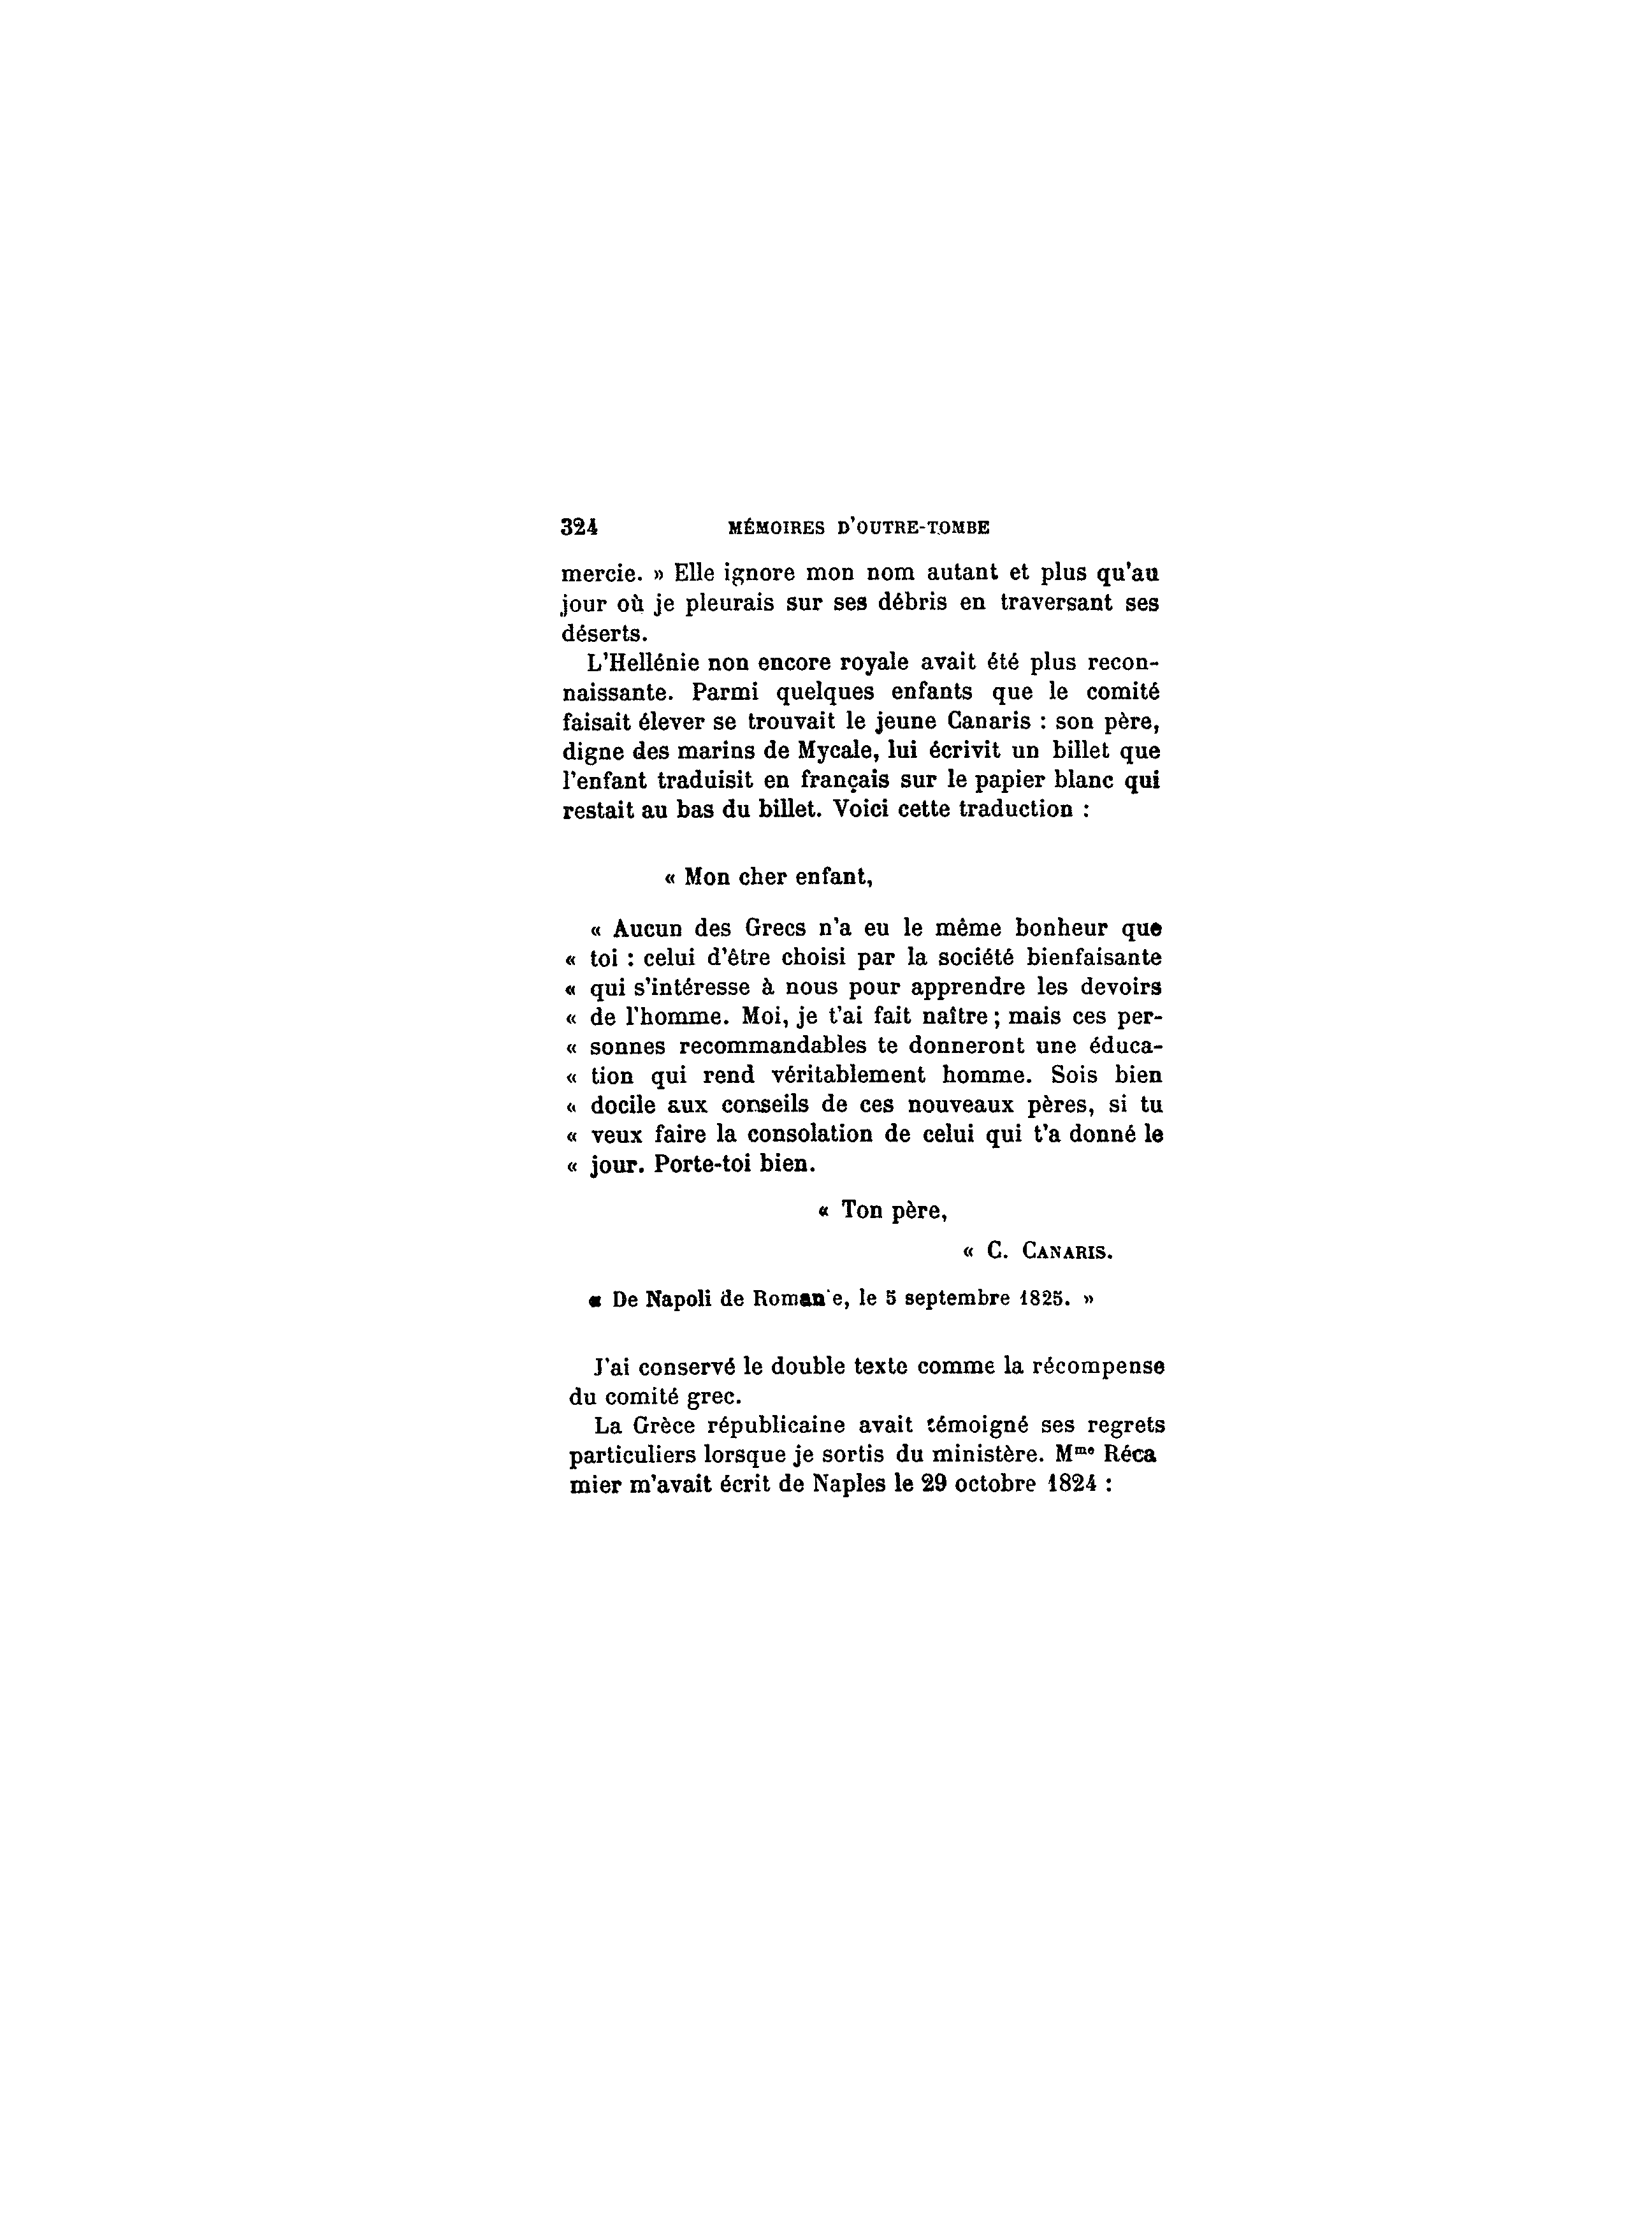 324 MÉMOIRES D'OUTRE-TOMBE
mercie. » Elle ignore mon nom autant et plus qu'au
jour où je pleurais sur ses débris en traversant ses
déserts.
L'Hellénie non encore royale avait été plus recon-
naissante. Parmi quelques enfants que le comité
faisait élever se trouvait le jeune Canaris : son père,
digne des marins de Mycale, lui écrivit un billet que
l'enfant traduisit en français sur le papier blanc qui
restait au bas du billet. Voici cette traduction :
« Mon cher enfant,
« Aucun des Grecs n'a eu le même bonheur que
« toi : celui d'être choisi par la société bienfaisante
« qui s'intéresse à nous pour apprendre les devoirs
« de l'homme. Moi, je t'ai fait naître ; mais ces per-
« sonnes recommandables te donneront une éduca-
« tion qui rend véritablement homme. Sois bien
« docile aux conseils de ces nouveaux pères, si tu
« veux faire la consolation de celui qui t'a donné le
« jour. Porte-toi bien.
« Ton père,
« C. CANARIS.
« De Napoli de Romanie, le 5 septembre 1825. »
J'ai conservé le double texte comme la récompense
du comité grec.
La Grèce républicaine avait témoigné ses regrets
particuliers lorsque je sortis du ministère. Mme Réca
mier m'avait écrit de Naples le 29 octobre 1824 :